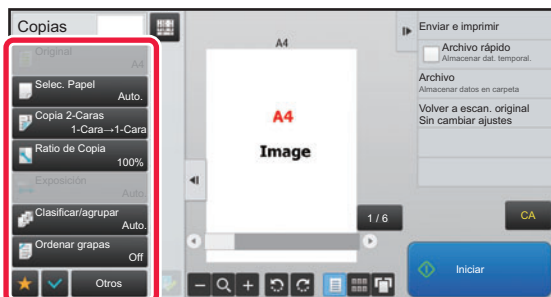 Copias
Original
A4
Selec. Papel
Auto.
Copia 2-Caras
1-Cara→1-Cara
Ratio de Copia
100%
Exposición
Auto.
Clasificar/agrupar
Auto.
Ordenar grapas
Off
Otros
A4
A4
Image
1 / 6
Enviar e imprimir
Archivo rápido
Almacenar dat. temporal.
Archivo
Almacenar datos en carpeta
Volver a escan. original
Sin cambiar ajustes
CA
Iniciar